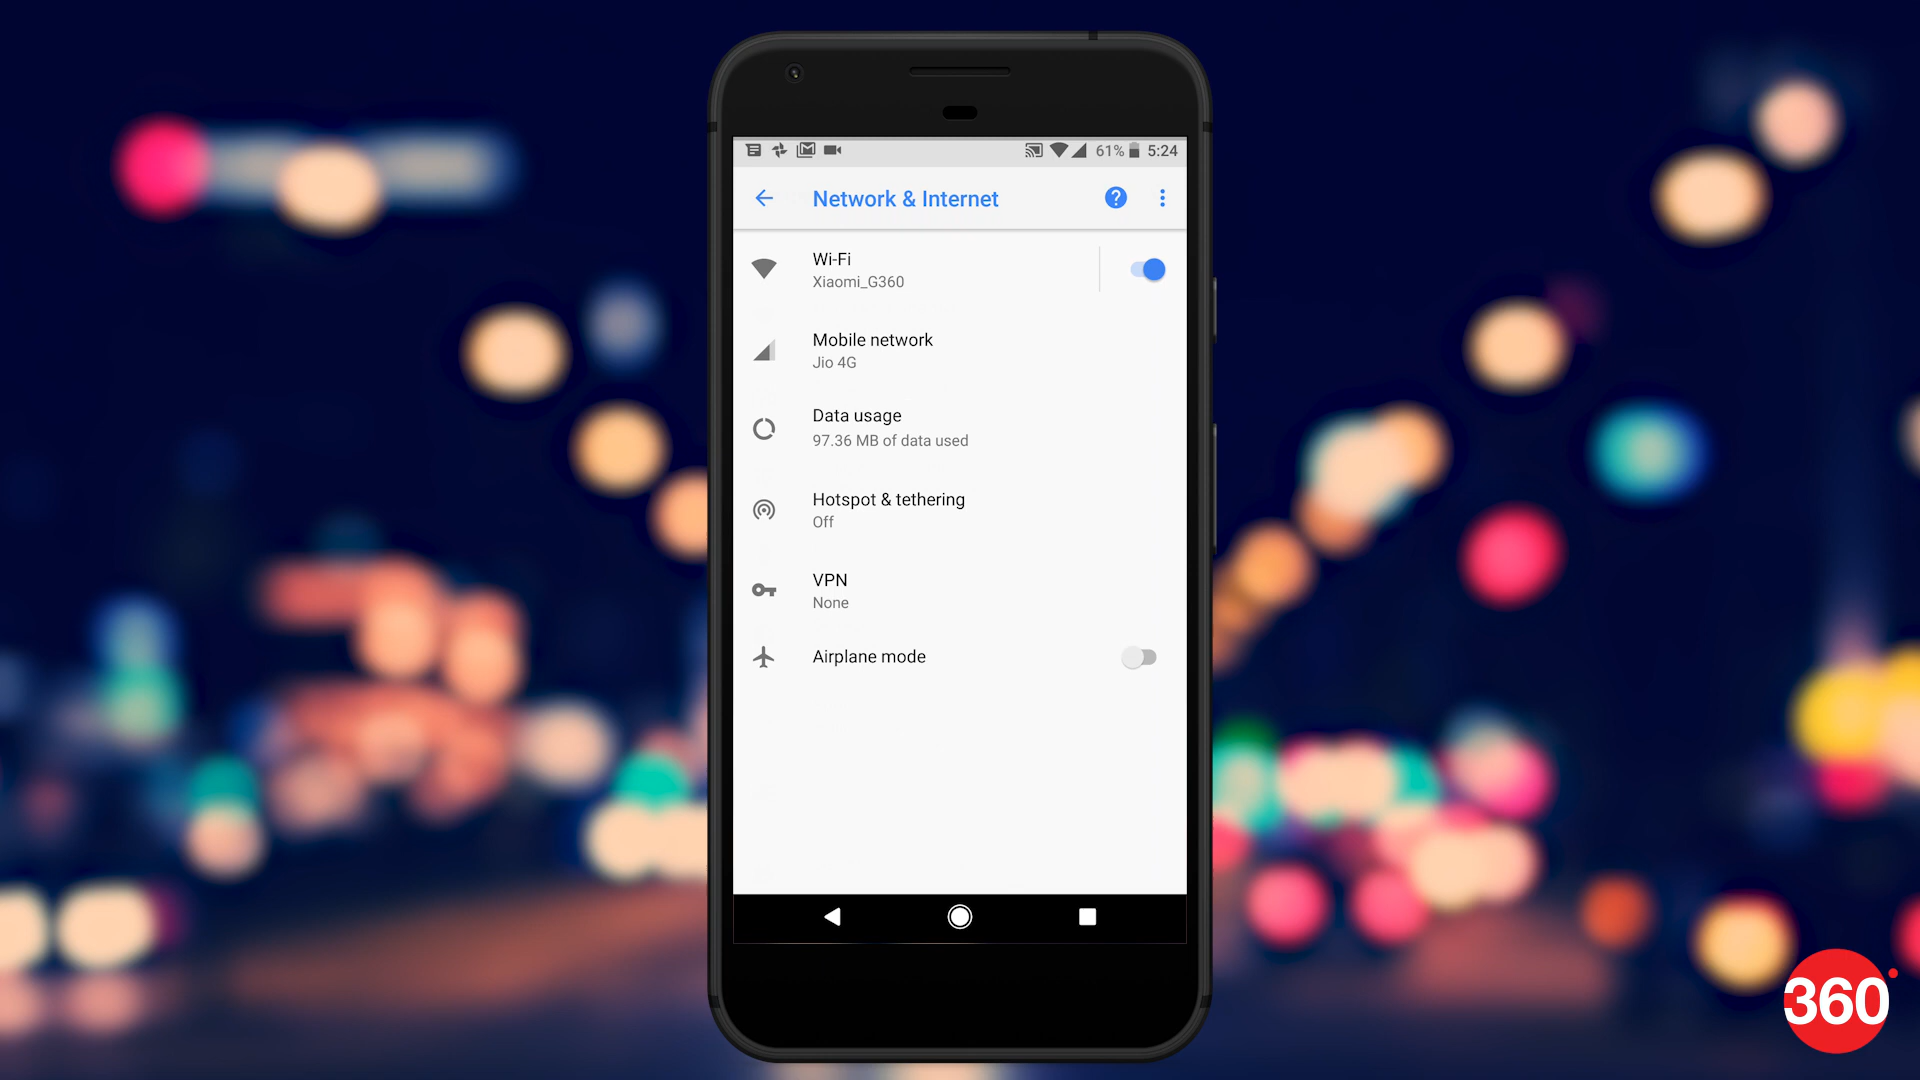 61% 5:24
Network & Internet
Wi-Fi
Xiaomi_G360
Mobile network
Jio 4G
Data usage
97.36 MB of data used
Hotspot & tethering
Off
VPN
None
Airplane mode
360